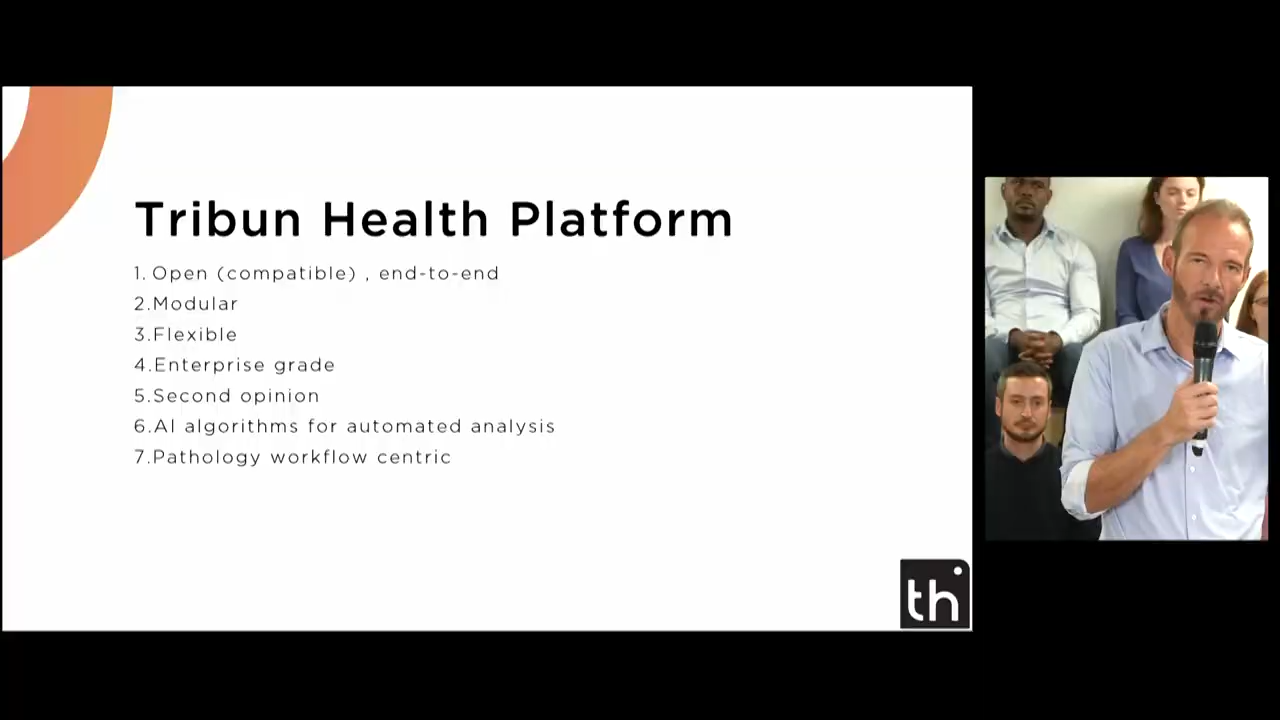 Tribun Health Platform
1. Open (compatible) , end-to-end
2.Modular
3.Flexible
4.Enterprise grade
5.Second opinion
6.AI algorithms for automated analysis
7.Pathology workflow centric
th